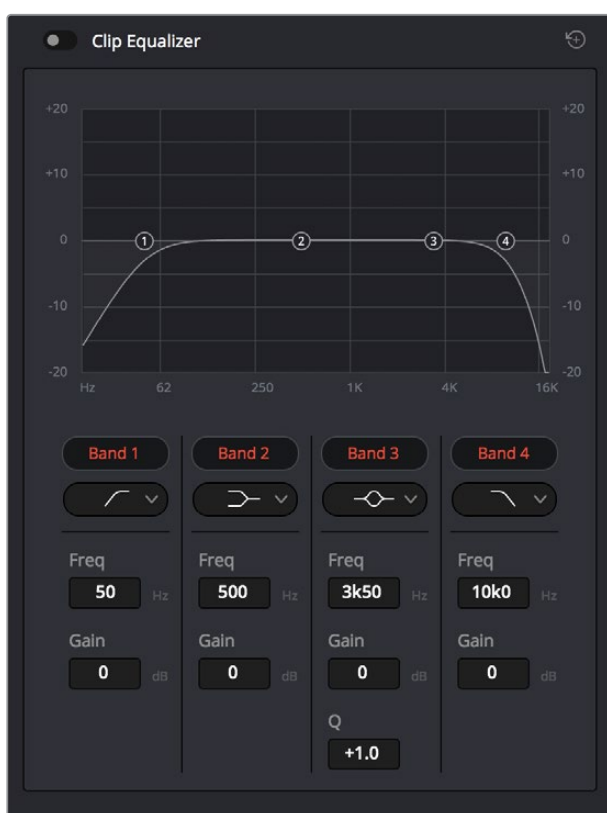 Clip Equalizer
+20 +20
+10 +10
0 1 2 3 4 0
-10 -10
-20 -20
Hz 62 250 1K 4K 16K
Band 1 Band 2 Band 3 Band 4
Freq Freq Freq Freq
50 Hz 500 Hz 3k50 Hz 10k0 Hz
Gain Gain Gain Gain
0 dB 0 dB 0 dB 0 dB
Q
+1.0